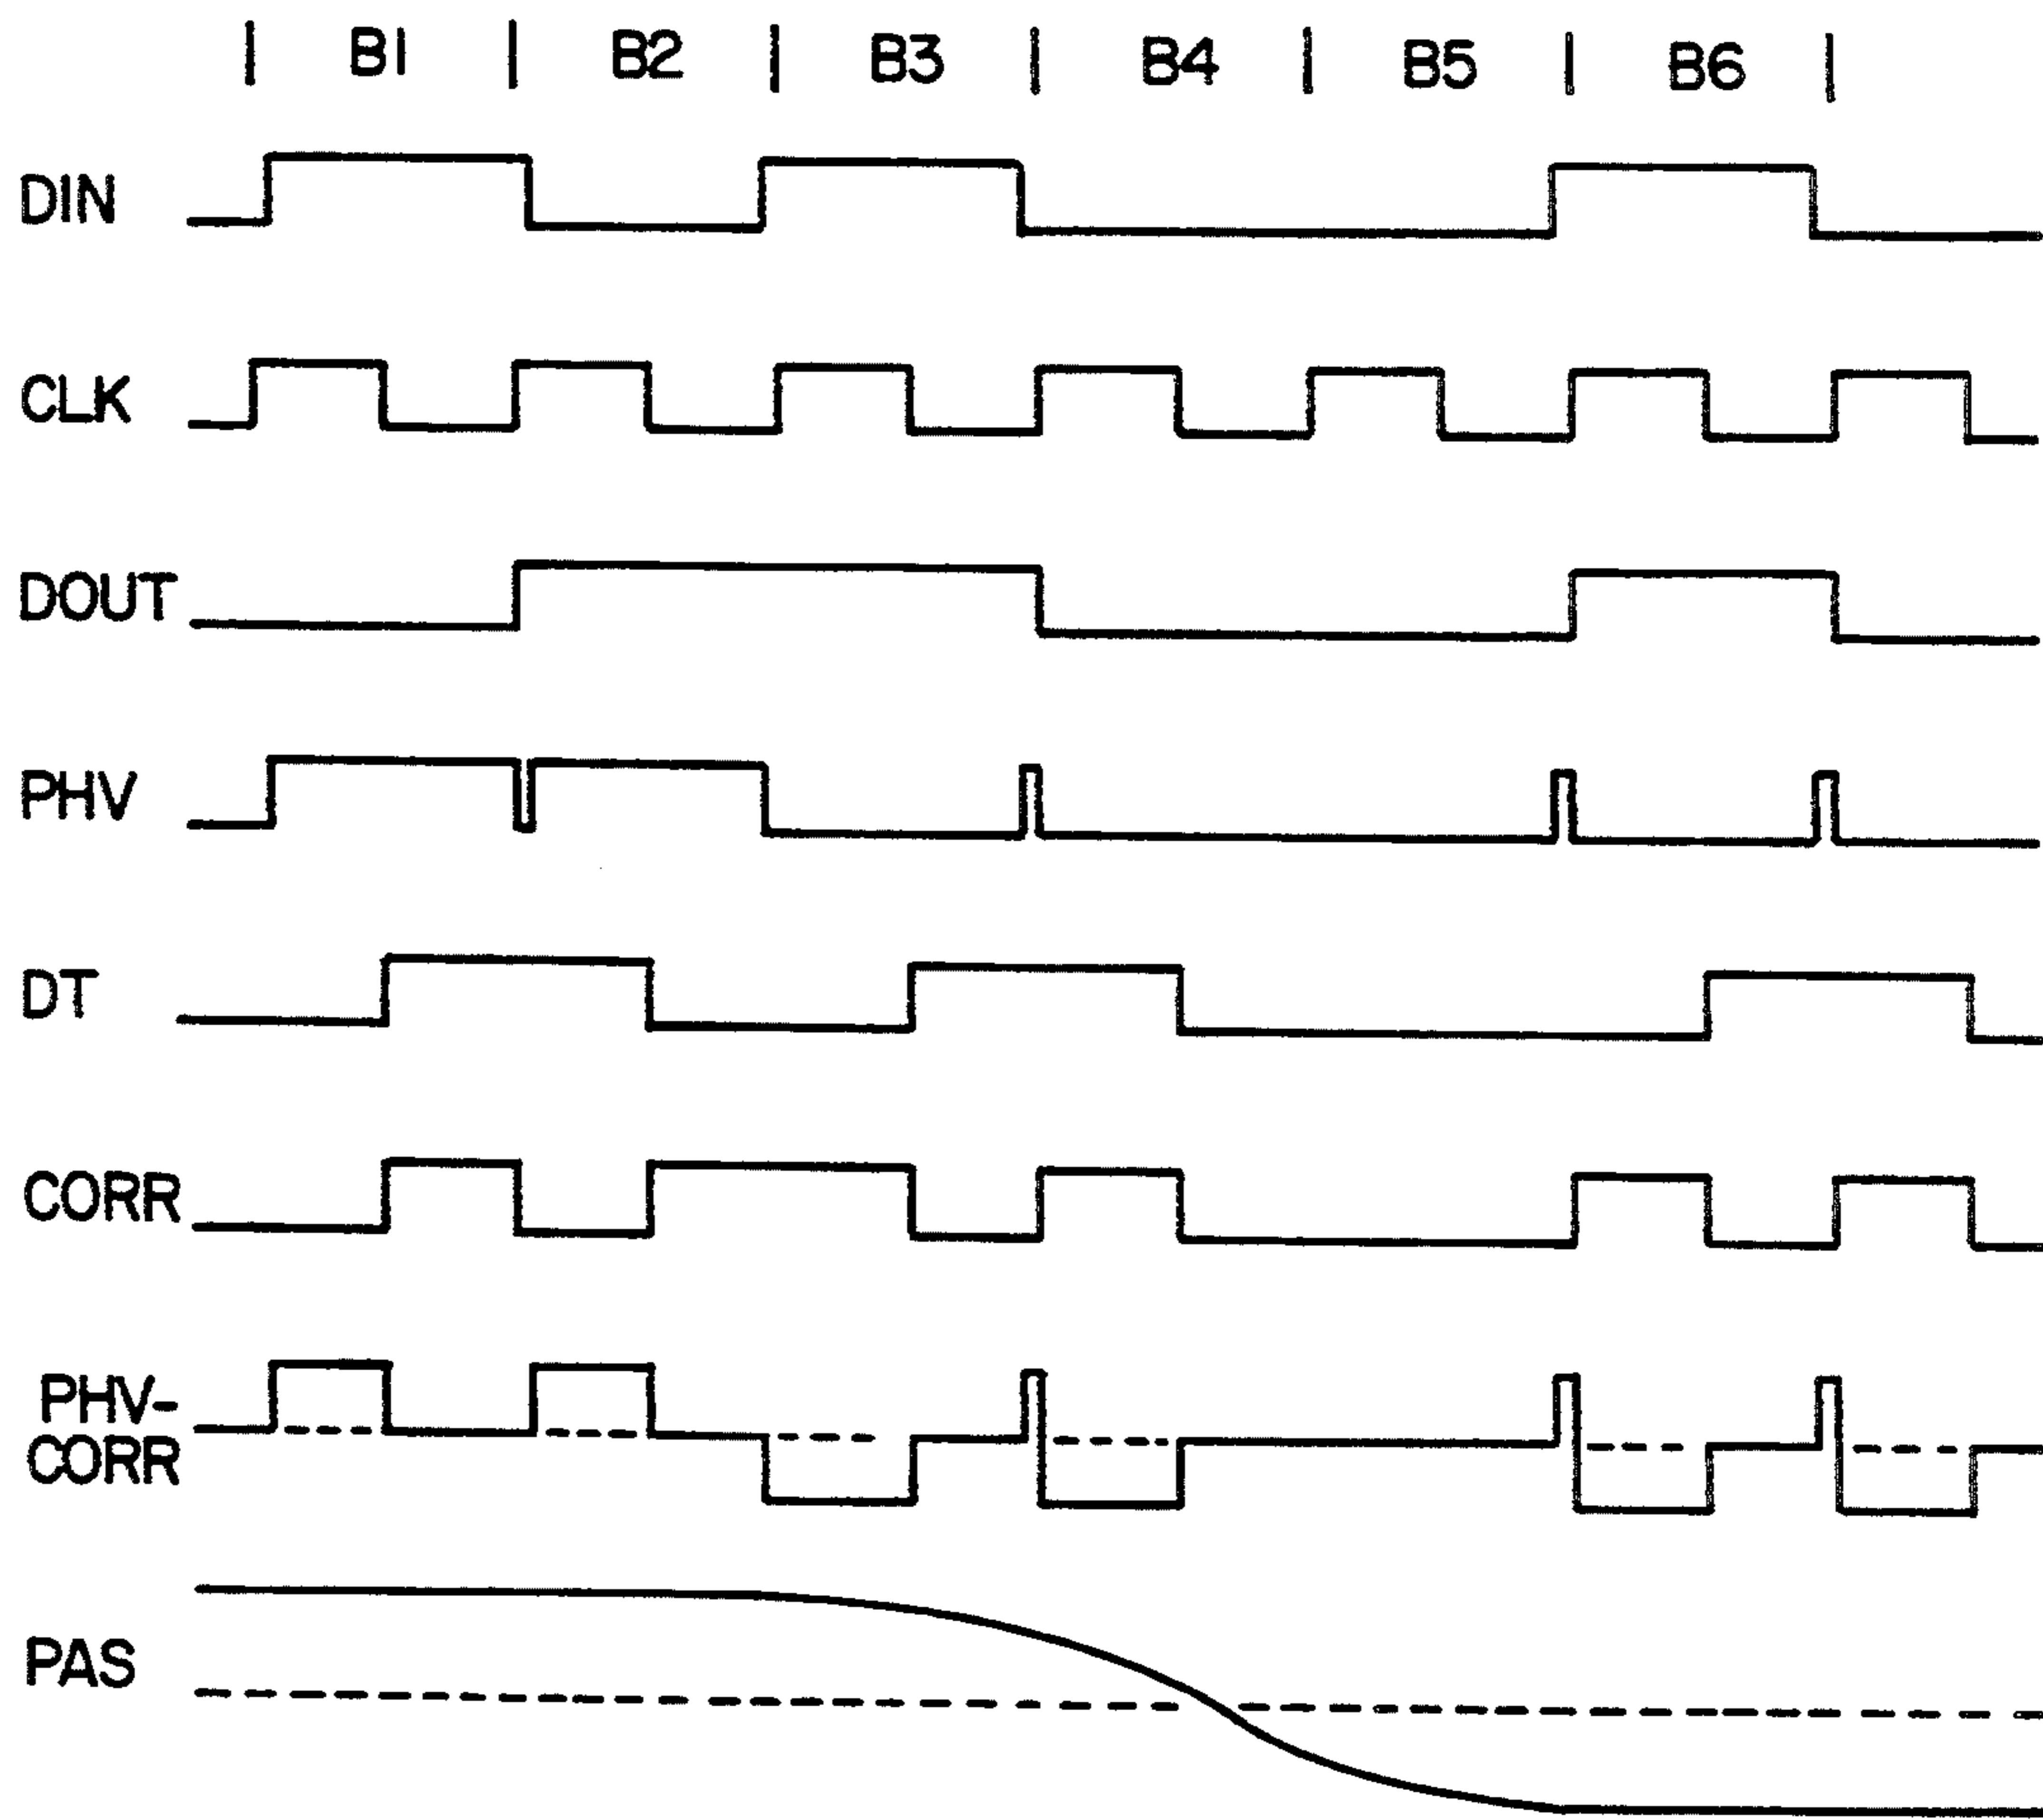 | B1 | B2 | B3 | B4 | B5 | B6 |
DIN
CLK
DOUT
PHV
DT
CORR
PHV-
CORR
PAS